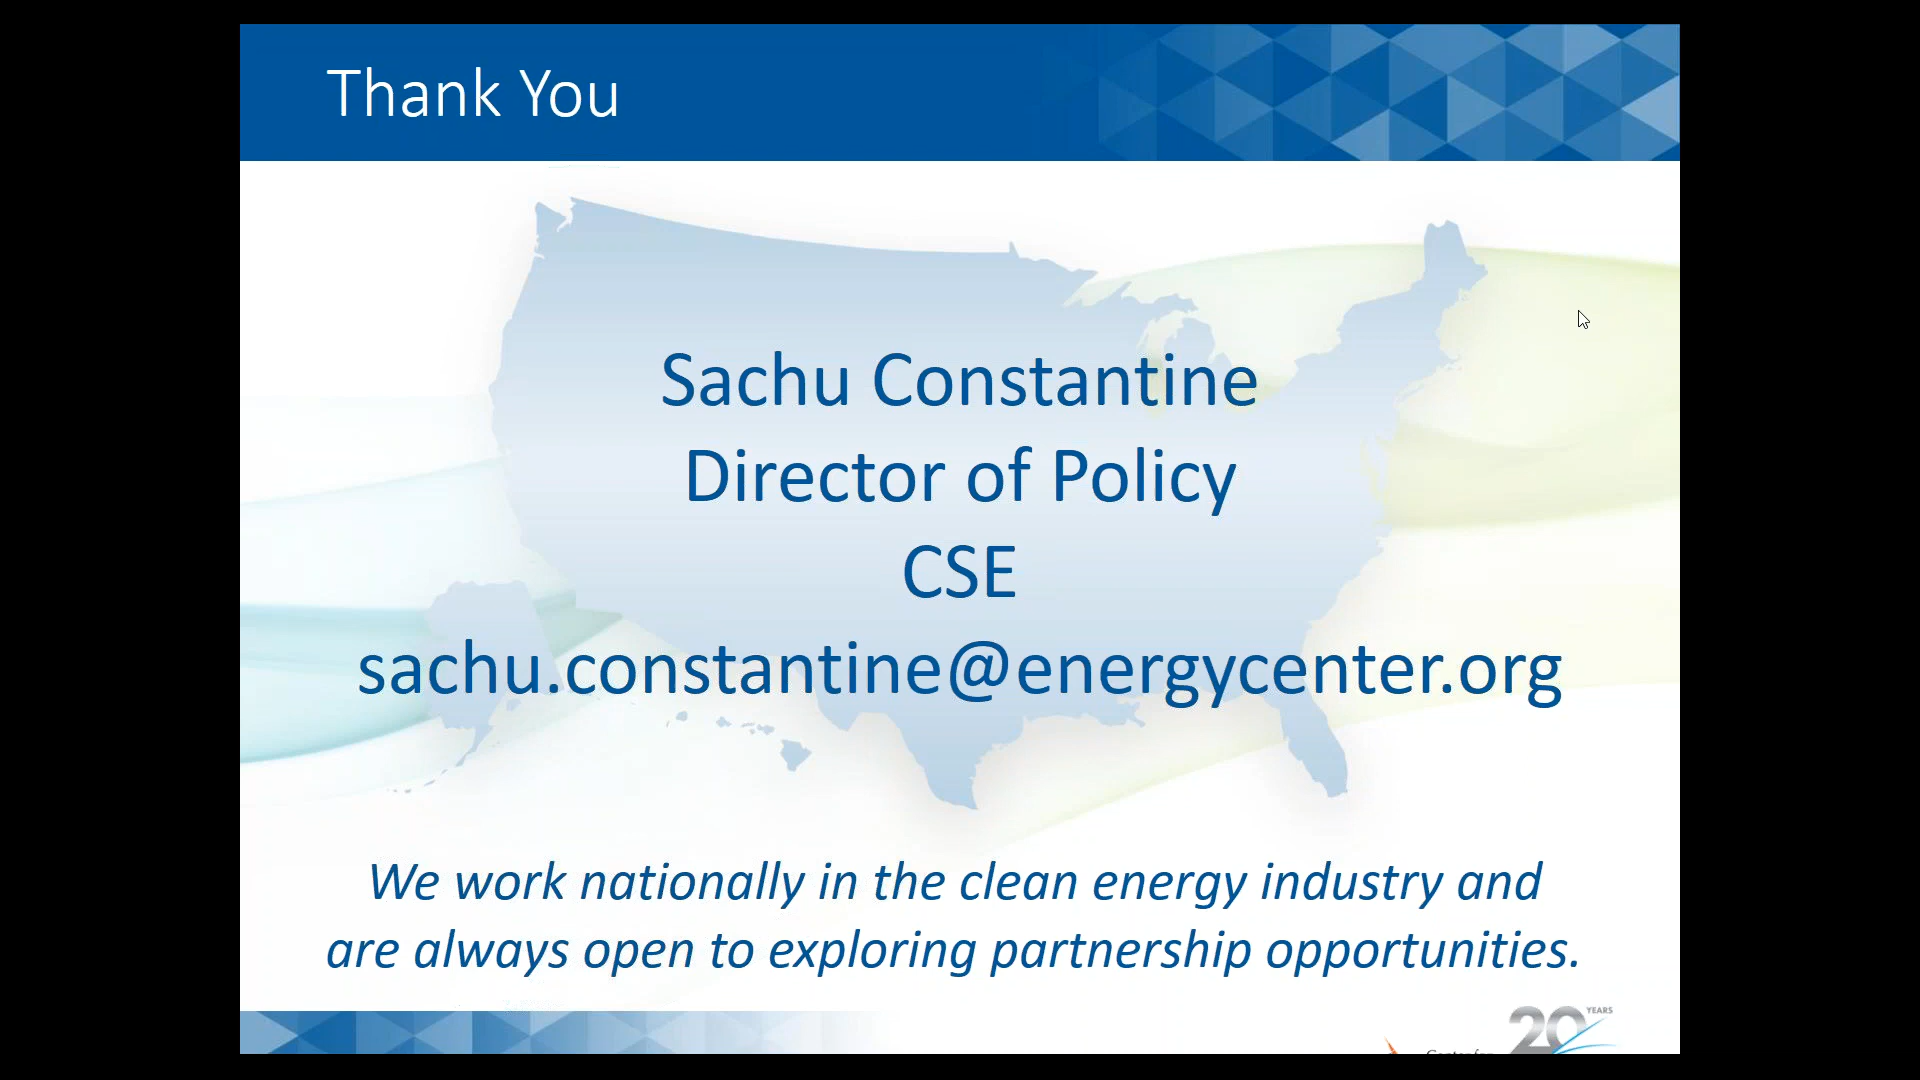 Thank You
Sachu Constantine
Director of Policy
CSE
sachu.constantine@energycenter.org
We work nationally in the clean energy industry and
are always open to exploring partnership opportunities.
20 YEARS